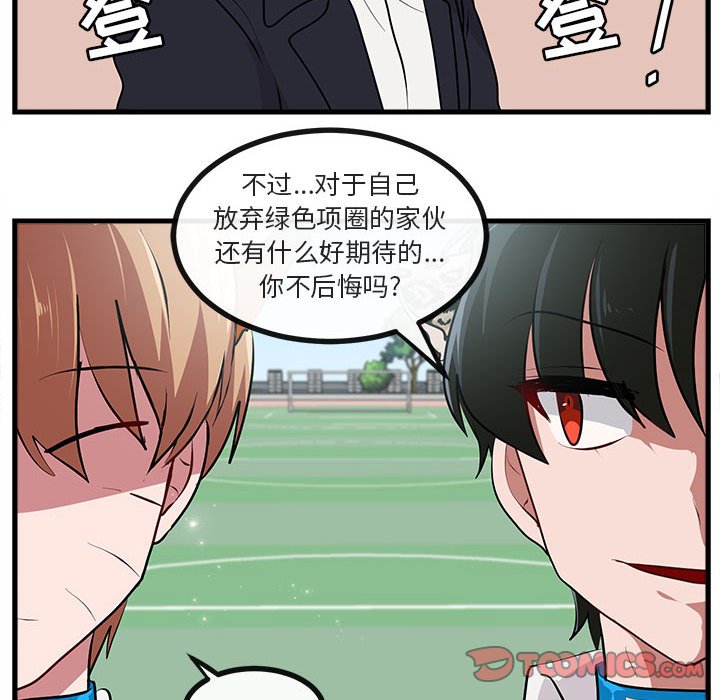 登
登!
不过...对于自己
放弃绿色项圈的家伙
还有什么好期待的...
你不后悔吗?
TOOMICS.COM